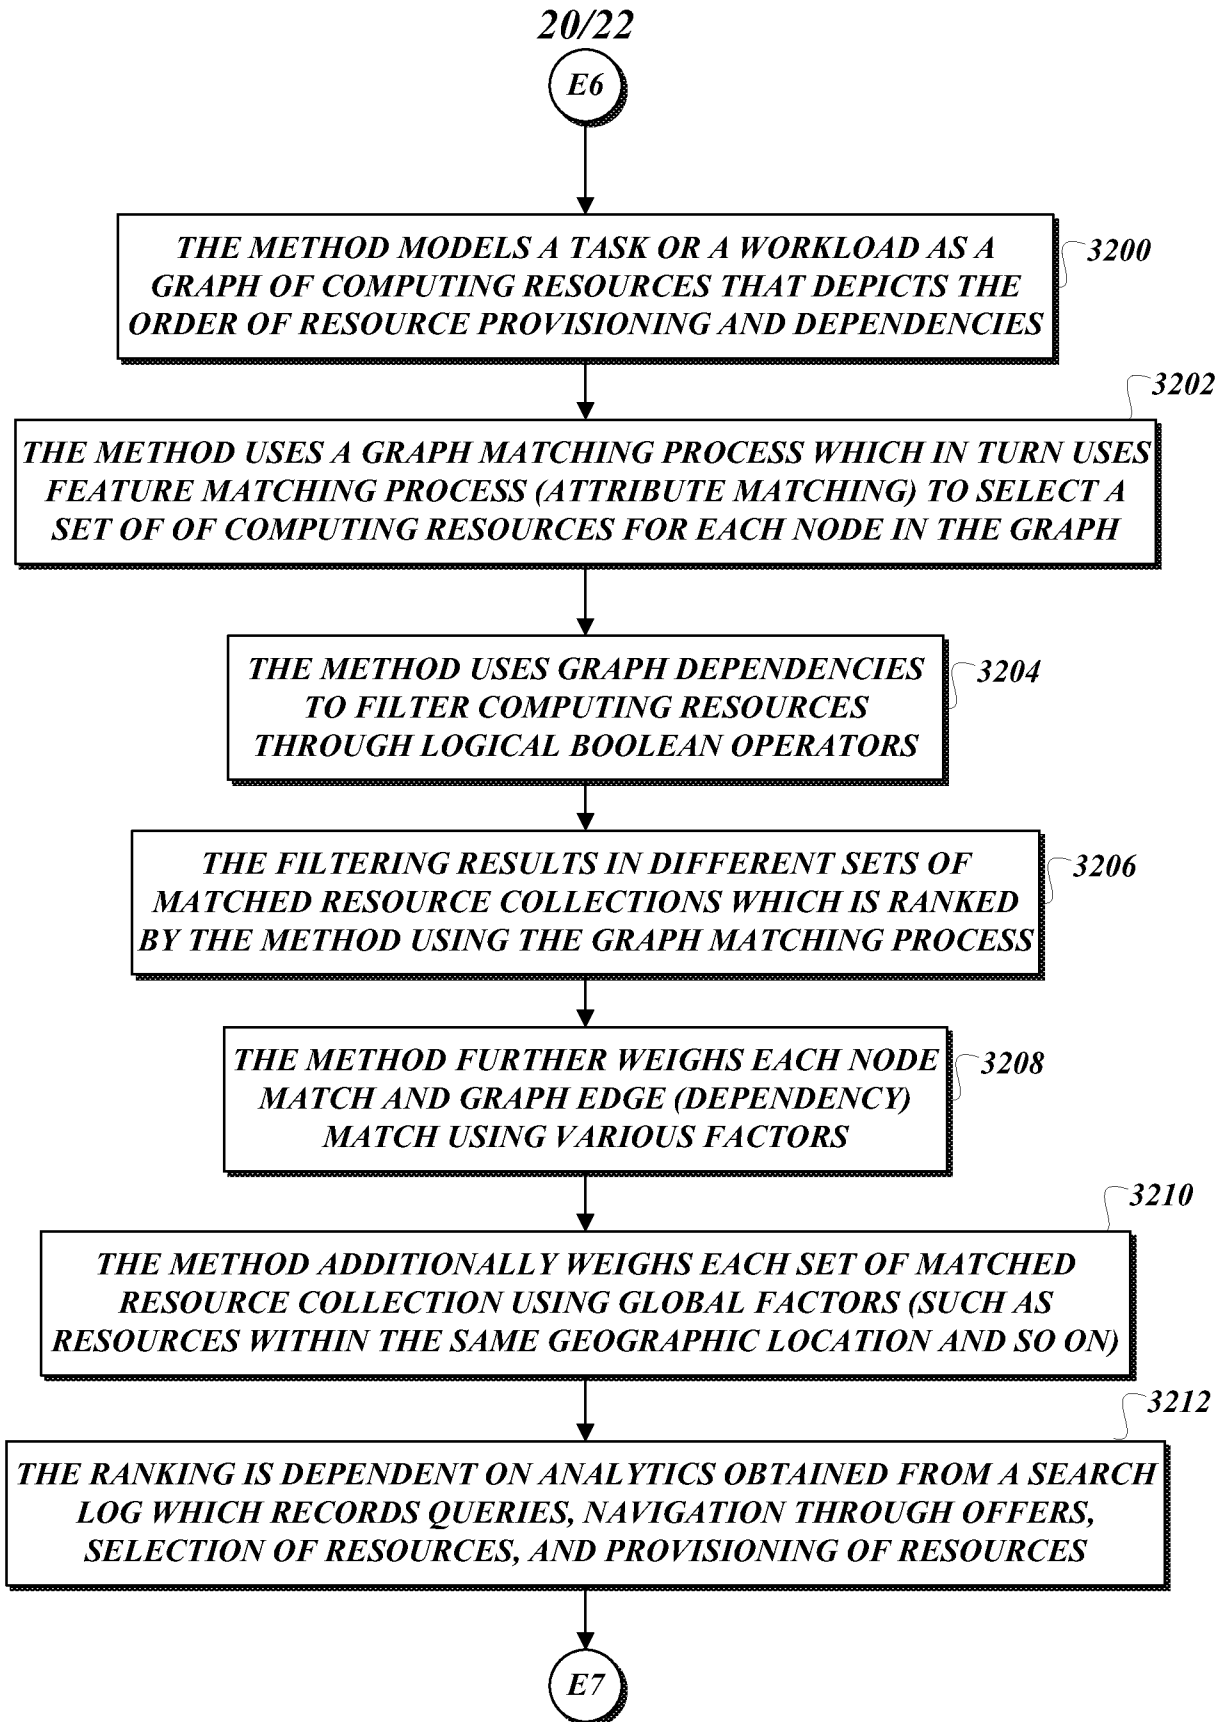 20/22
E6
THE METHOD MODELS A TASK OR A WORKLOAD AS A
GRAPH OF COMPUTING RESOURCES THAT DEPICTS THE
ORDER OF RESOURCE PROVISIONING AND DEPENDENCIES
3200
3202
THE METHOD USES A GRAPH MATCHING PROCESS WHICH IN TURN USES
FEATURE MATCHING PROCESS (ATTRIBUTE MATCHING) TO SELECT A
SET OF OF COMPUTING RESOURCES FOR EACH NODE IN THE GRAPH
THE METHOD USES GRAPH DEPENDENCIES
TO FILTER COMPUTING RESOURCES
THROUGH LOGICAL BOOLEAN OPERATORS
3204
THE FILTERING RESULTS IN DIFFERENT SETS OF
MATCHED RESOURCE COLLECTIONS WHICH IS RANKED
BY THE METHOD USING THE GRAPH MATCHING PROCESS
3206
THE METHOD FURTHER WEIGHS EACH NODE
MATCH AND GRAPH EDGE (DEPENDENCY)
MATCH USING VARIOUS FACTORS
3208
3210
THE METHOD ADDITIONALLY WEIGHS EACH SET OF MATCHED
RESOURCE COLLECTION USING GLOBAL FACTORS (SUCH AS
RESOURCES WITHIN THE SAME GEOGRAPHIC LOCATION AND SO ON)
3212
THE RANKING IS DEPENDENT ON ANALYTICS OBTAINED FROM A SEARCH
LOG WHICH RECORDS QUERIES, NAVIGATION THROUGH OFFERS,
SELECTION OF RESOURCES, AND PROVISIONING OF RESOURCES
E7